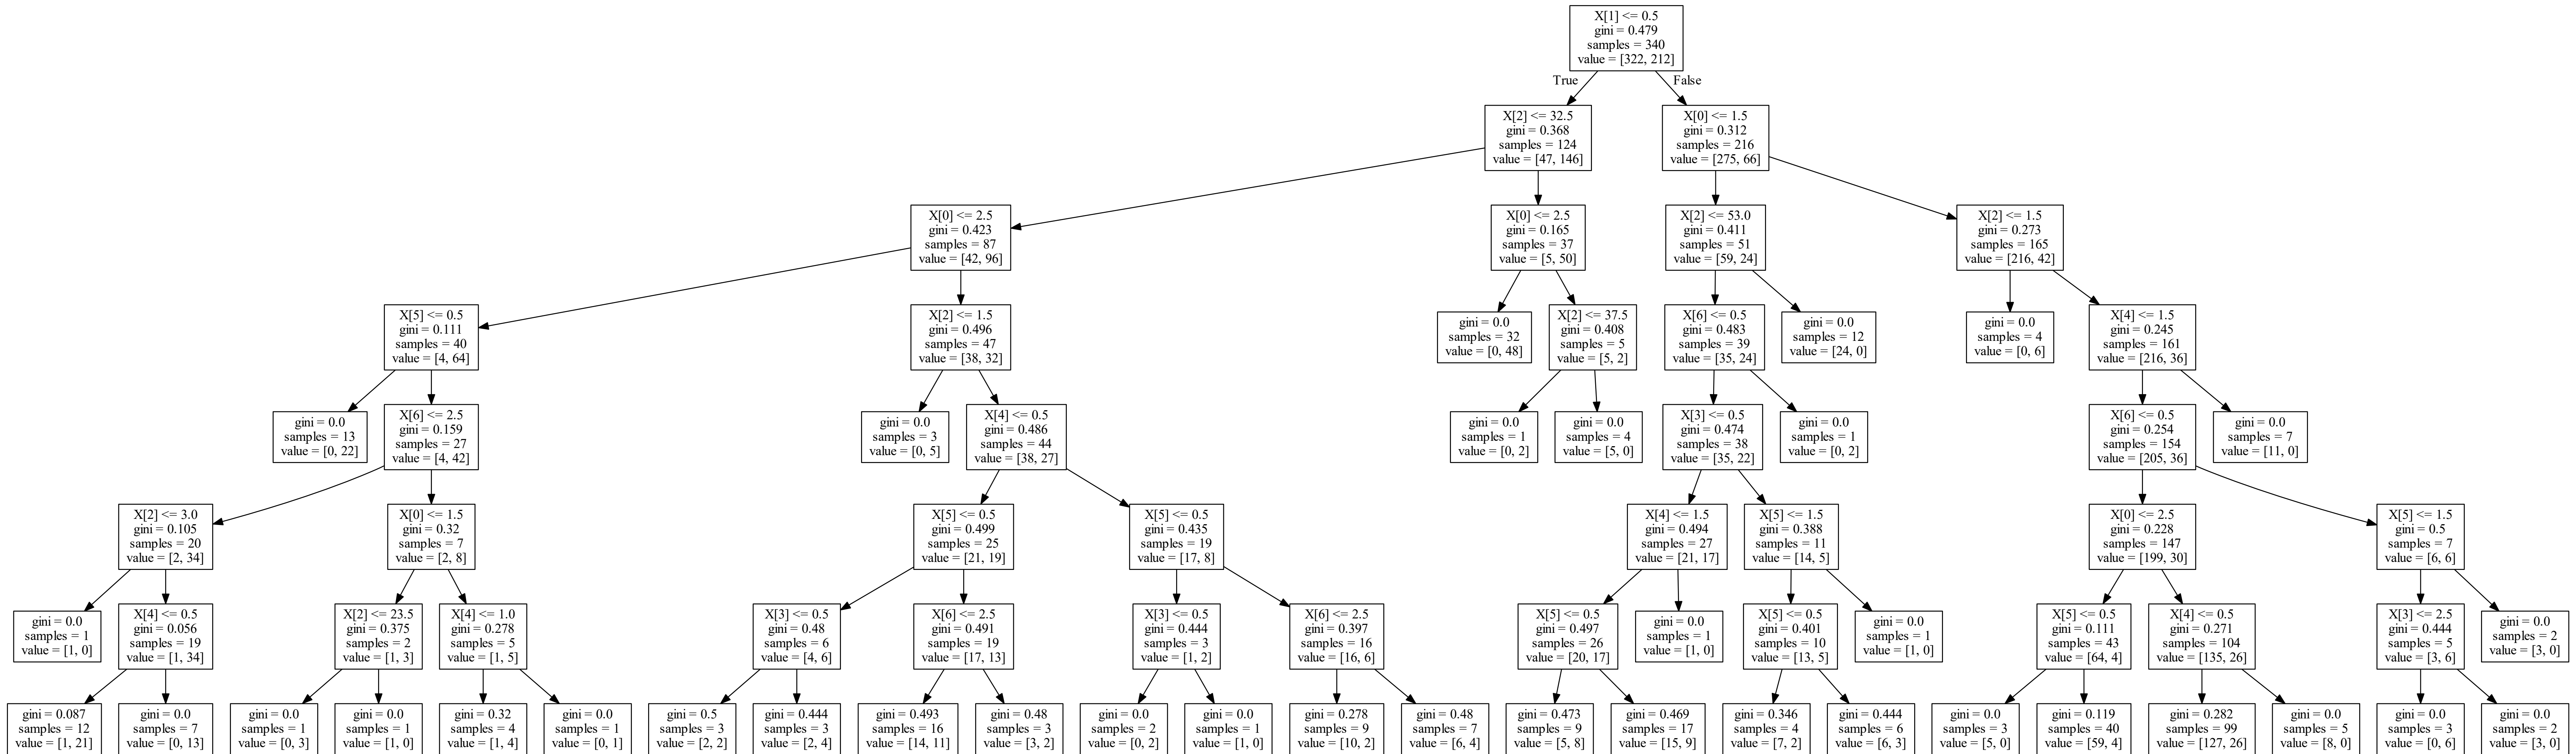 X[1] <= 0.5
gini = 0.479
samples = 340
value = [322, 212]
True
False
X[2] <= 32.5
gini = 0.368
samples = 124
value = [47, 146]
X[0] <= 1.5
gini = 0.312
samples = 216
value = [275, 66]
X[0] <= 2.5
gini = 0.423
samples = 87
value = [42, 96]
X[0] <= 2.5
gini = 0.165
samples = 37
value = [5, 50]
X[2] <= 53.0
gini = 0.411
samples = 51
value = [59, 24]
X[2] <= 1.5
gini = 0.273
samples = 165
value = [216, 42]
X[5] <= 0.5
gini = 0.111
samples = 40
value = [4, 64]
X[2] <= 1.5
gini = 0.496
samples = 47
value = [38, 32]
gini = 0.0
samples = 32
value = [0, 48]
X[2] <= 37.5
gini = 0.408
samples = 5
value = [5, 2]
X[6] <= 0.5
gini = 0.483
samples = 39
value = [35, 24]
gini = 0.0
samples = 12
value = [24, 0]
gini = 0.0
samples = 4
value = [0, 6]
X[4] <= 1.5
gini = 0.245
samples = 161
value = [216, 36]
gini = 0.0
samples = 13
value = [0, 22]
X[6] <= 2.5
gini = 0.159
samples = 27
value = [4, 42]
gini = 0.0
samples = 3
value = [0, 5]
X[4] <= 0.5
gini = 0.486
samples = 44
value = [38, 27]
gini = 0.0
samples = 1
value = [0, 2]
gini = 0.0
samples = 4
value = [5, 0]
X[3] <= 0.5
gini = 0.474
samples = 38
value = [35, 22]
gini = 0.0
samples = 1
value = [0, 2]
X[6] <= 0.5
gini = 0.254
samples = 154
value = [205, 36]
gini = 0.0
samples = 7
value = [11, 0]
X[2] <= 3.0
gini = 0.105
samples = 20
value = [2, 34]
X[0] <= 1.5
gini = 0.32
samples = 7
value = [2, 8]
X[5] <= 0.5
gini = 0.499
samples = 25
value = [21, 19]
X[5] <= 0.5
gini = 0.435
samples = 19
value = [17, 8]
X[4] <= 1.5
gini = 0.494
samples = 27
value = [21, 17]
X[5] <= 1.5
gini = 0.388
samples = 11
value = [14, 5]
X[0] <= 2.5
gini = 0.228
samples = 147
value = [199, 30]
X[5] <= 1.5
gini = 0.5
samples = 7
value = [6, 6]
gini = 0.0
samples = 1
value = [1, 0]
X[4] <= 0.5
gini = 0.056
samples = 19
value = [1, 34]
X[2] <= 23.5
gini = 0.375
samples = 2
value = [1, 3]
X[4] <= 1.0
gini = 0.278
samples = 5
value = [1, 5]
X[3] <= 0.5
gini = 0.48
samples = 6
value = [4, 6]
X[6] <= 2.5
gini = 0.491
samples = 19
value = [17, 13]
X[3] <= 0.5
gini = 0.444
samples = 3
value = [1, 2]
X[6] <= 2.5
gini = 0.397
samples = 16
value = [16, 6]
X[5] <= 0.5
gini = 0.497
samples = 26
value = [20, 17]
gini = 0.0
samples = 1
value = [1, 0]
X[5] <= 0.5
gini = 0.401
samples = 10
value = [13, 5]
gini = 0.0
samples = 1
value = [1, 0]
X[5] <= 0.5
gini = 0.111
samples = 43
value = [64, 4]
X[4] <= 0.5
gini = 0.271
samples = 104
value = [135, 26]
X[3] <= 2.5
gini = 0.444
samples = 5
value = [3, 6]
gini = 0.0
samples = 2
value = [3, 0]
gini = 0.087
samples = 12
value = [1, 21]
gini = 0.0
samples = 7
value = [0, 13]
gini = 0.0
samples = 1
value = [0, 3]
gini = 0.0
samples = 1
value = [1, 0]
gini = 0.32
samples = 4
value = [1, 4]
gini = 0.0
samples = 1
value = [0, 1]
gini = 0.5
samples = 3
value = [2, 2]
gini = 0.444
samples = 3
value = [2, 4]
gini = 0.493
samples = 16
value = [14, 11]
gini = 0.48
samples = 3
value = [3, 2]
gini = 0.0
samples = 2
value = [0, 2]
gini = 0.0
samples = 1
value = [1, 0]
gini = 0.278
samples = 9
value = [10, 2]
gini = 0.48
samples = 7
value = [6, 4]
gini = 0.473
samples = 9
value = [5, 8]
gini = 0.469
samples = 17
value = [15, 9]
gini = 0.346
samples = 4
value = [7, 2]
gini = 0.444
samples = 6
value = [6, 3]
gini = 0.0
samples = 3
value = [5, 0]
gini = 0.119
samples = 40
value = [59, 4]
gini = 0.282
samples = 99
value = [127, 26]
gini = 0.0
samples = 5
value = [8, 0]
gini = 0.0
samples = 3
value = [0, 6]
gini = 0.0
samples = 2
value = [3, 0]